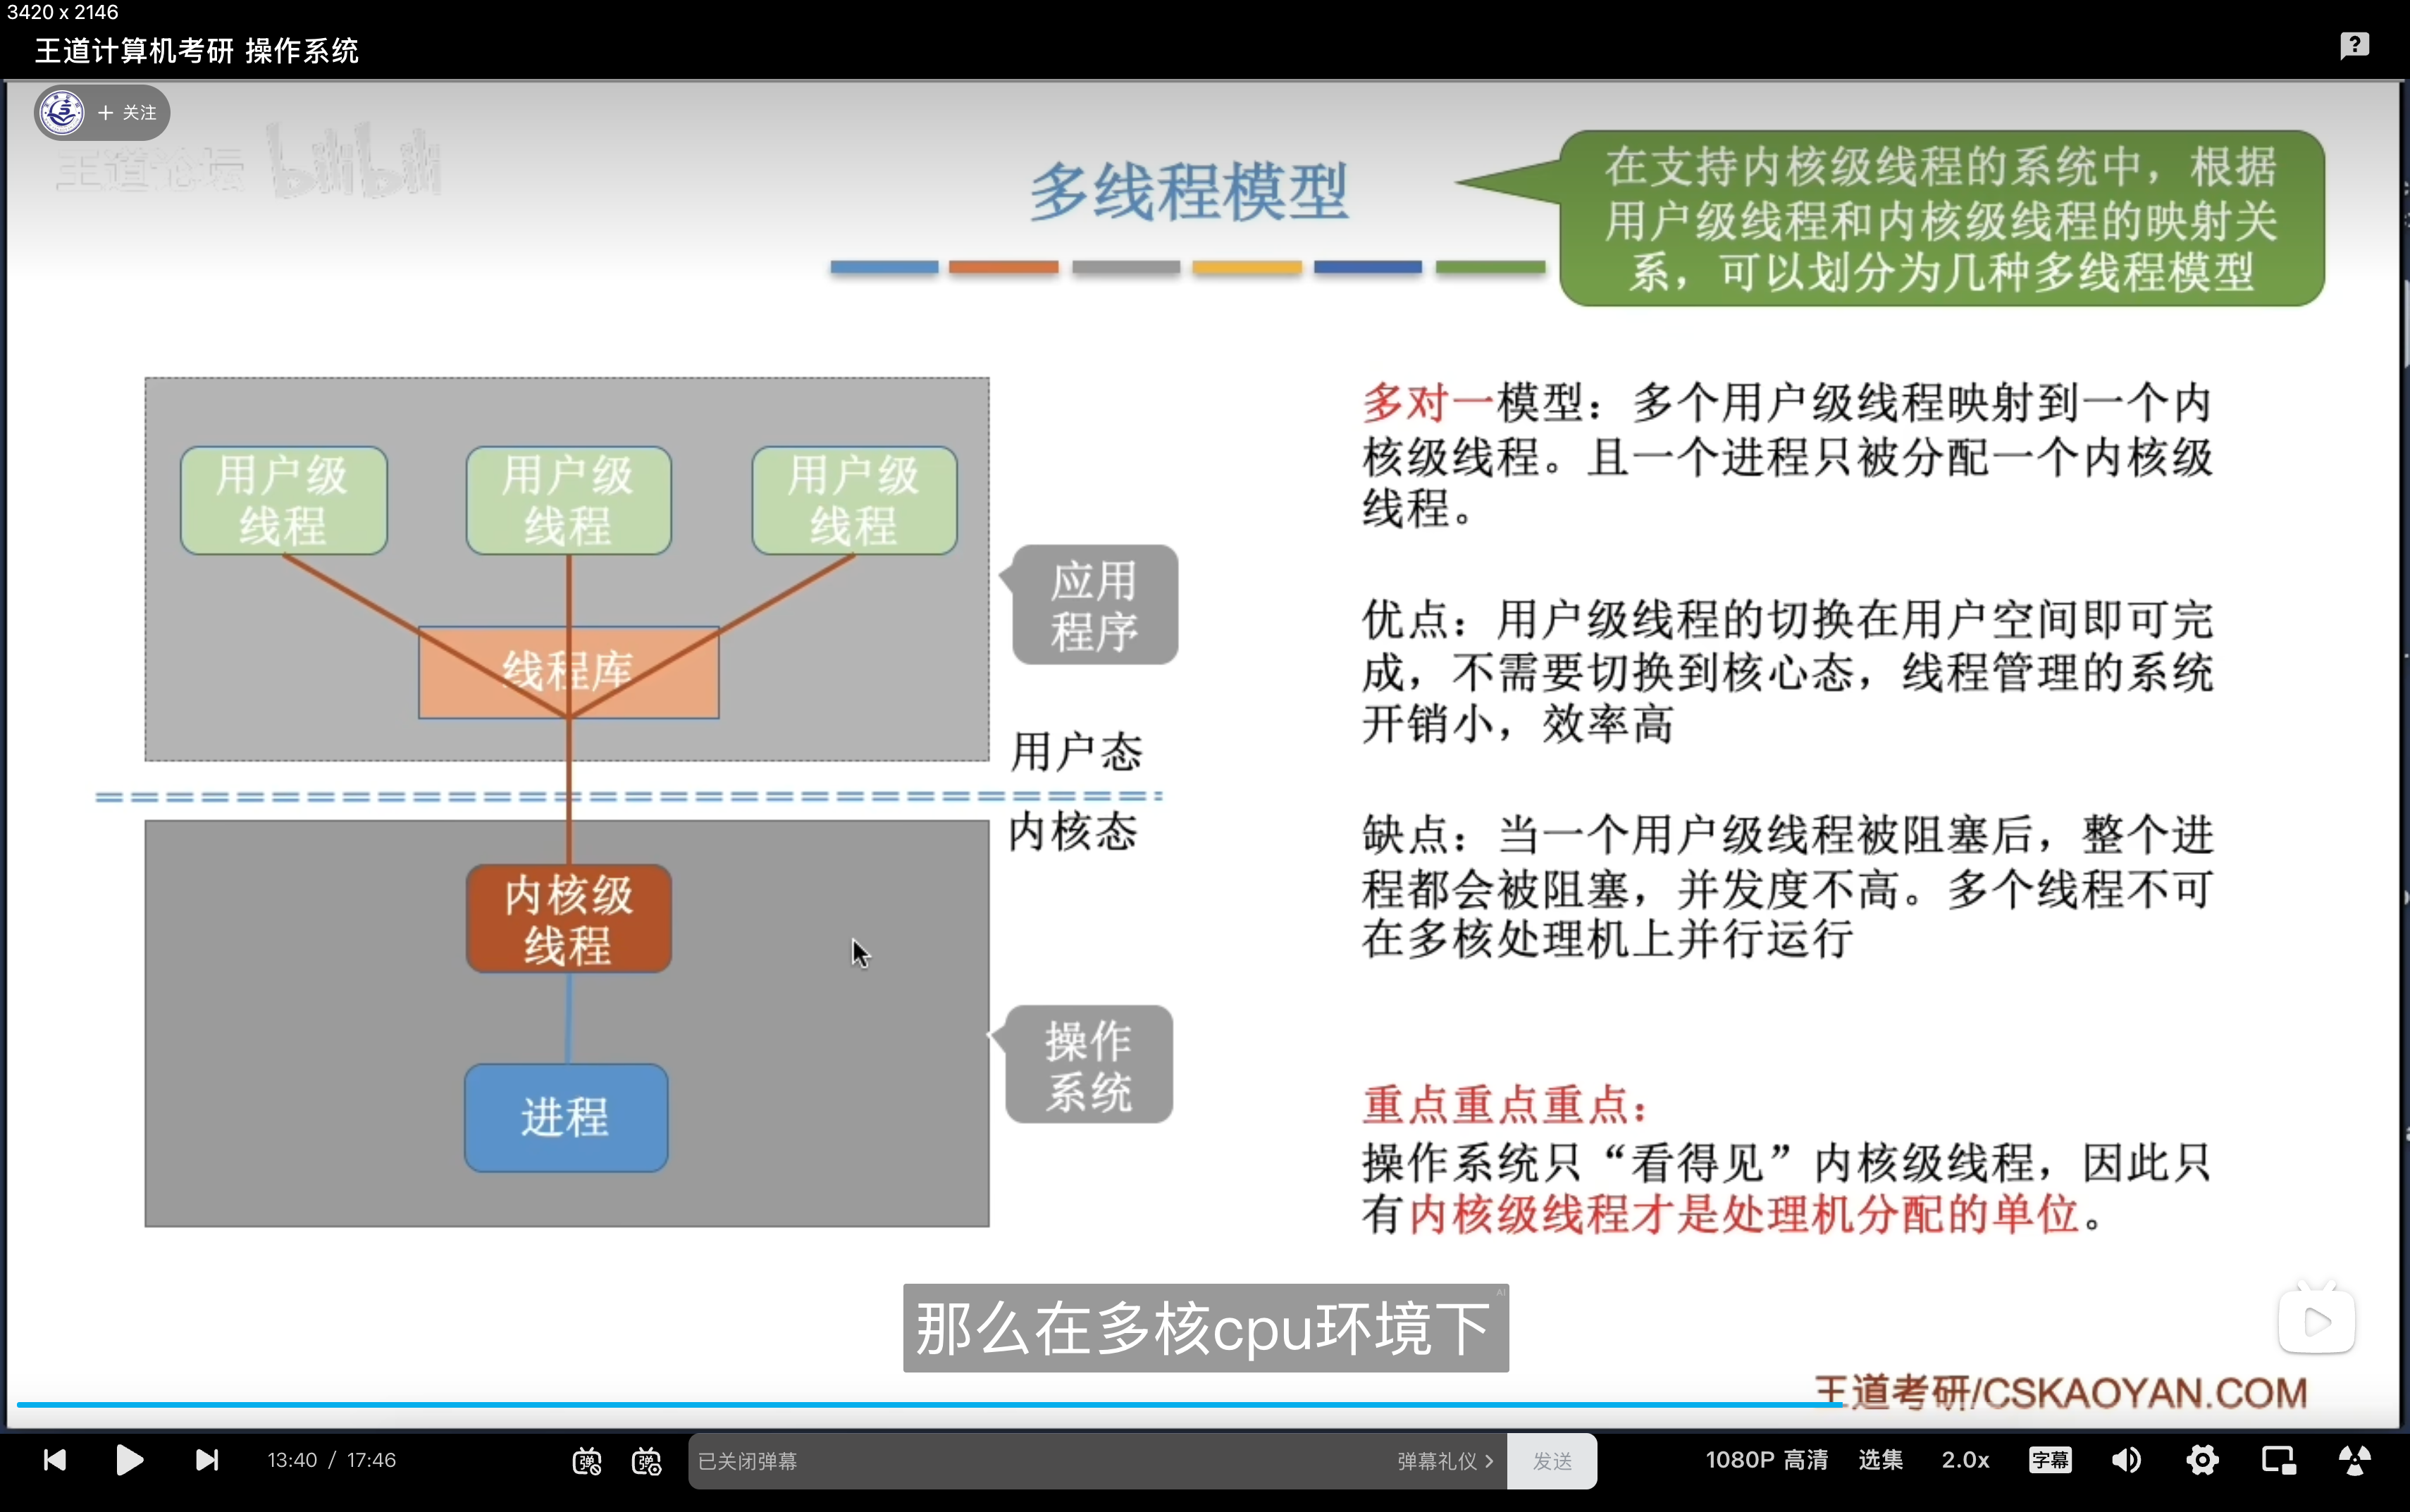 3420 x 2146
王道计算机考研 操作系统
+ 关注
王道论坛 bilibili
多线程模型
在支持内核级线程的系统中，根据
用户级线程和内核级线程的映射关
系，可以划分为几种多线程模型
用户级
线程
用户级
线程
用户级
线程
线程库
应用
程序
用户态
内核态
内核级
线程
进程
操作
系统
多对一模型：多个用户级线程映射到一个内
核级线程。且一个进程只被分配一个内核级
线程。
优点：用户级线程的切换在用户空间即可完
成，不需要切换到核心态，线程管理的系统
开销小，效率高
缺点：当一个用户级线程被阻塞后，整个进
程都会被阻塞，并发度不高。多个线程不可
在多核处理机上并行运行
重点重点重点：
操作系统只“看得见”内核级线程，因此只
有内核级线程才是处理机分配的单位。
AI
那么在多核cpu环境下
王道考研/CSKAOYAN.COM
13:40 / 17:46
弹
弹
已关闭弹幕
弹幕礼仪 >
发送
1080P 高清
选集
2.0x
字幕